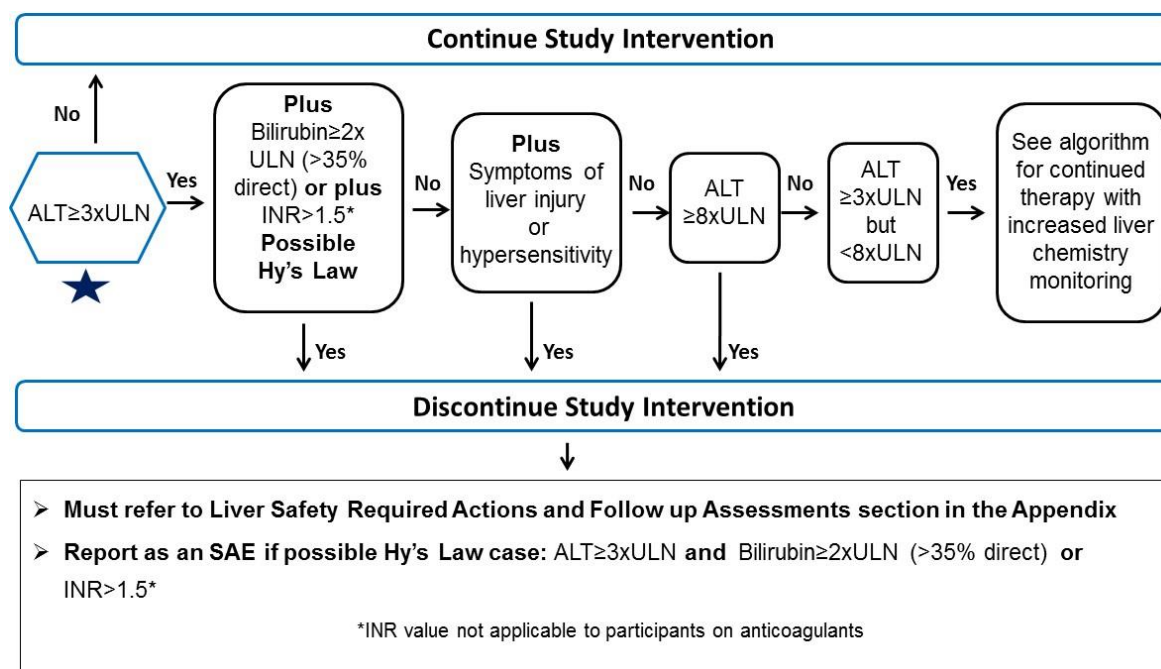 Continue Study Intervention
No
ALT≥3xULN
Yes
Plus
Bilirubin≥2x
ULN (>35%
direct) or plus
INR>1.5*
Possible
Hy's Law
No
Yes
Plus
Symptoms of
liver injury
or
hypersensitivity
No
Yes
ALT
≥8xULN
No
Yes
ALT
≥3xULN
but
<8xULN
Yes
See algorithm
for continued
therapy with
increased liver
chemistry
monitoring
Discontinue Study Intervention
➢ Must refer to Liver Safety Required Actions and Follow up Assessments section in the Appendix
➢ Report as an SAE if possible Hy's Law case: ALT≥3xULN and Bilirubin≥2xULN (>35% direct) or
INR>1.5*
*INR value not applicable to participants on anticoagulants